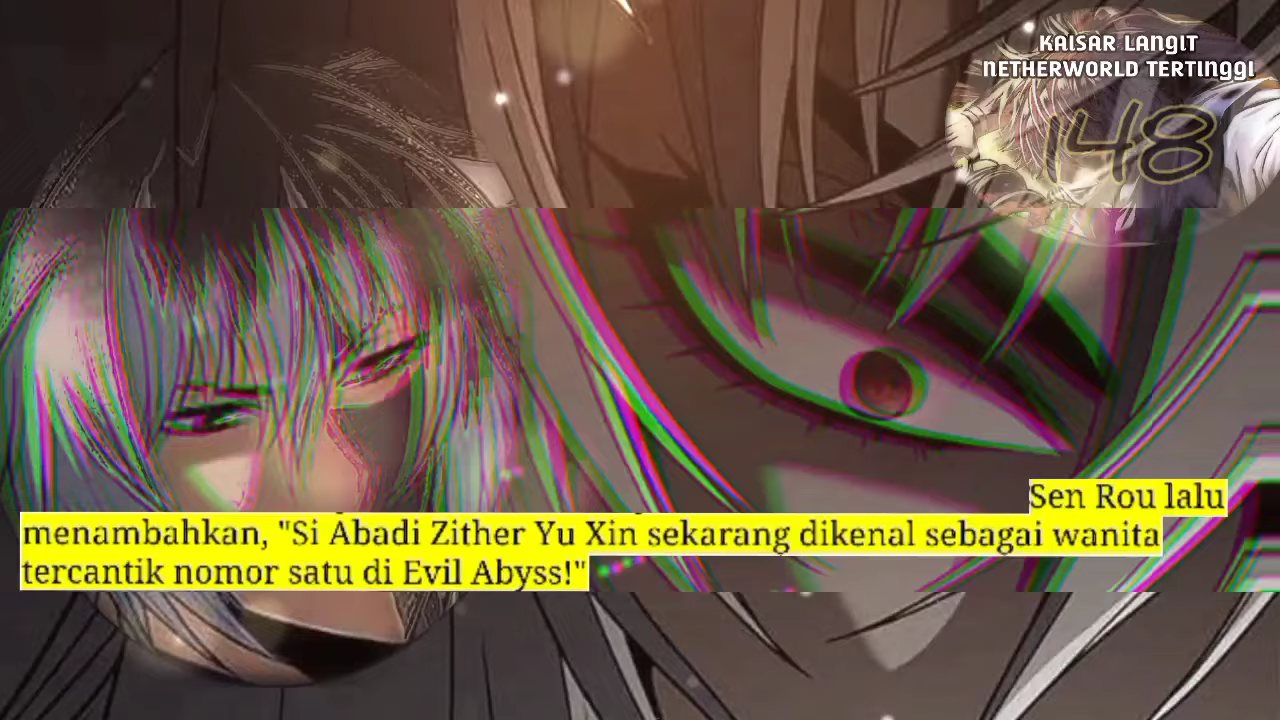 KAISAR LANGIT
NETHERWORLD TERTINGGI
148
Sen Rou lalu
menambahkan, "Si Abadi Zither Yu Xin sekarang dikenal sebagai wanita
tercantik nomor satu di Evil Abyss!"